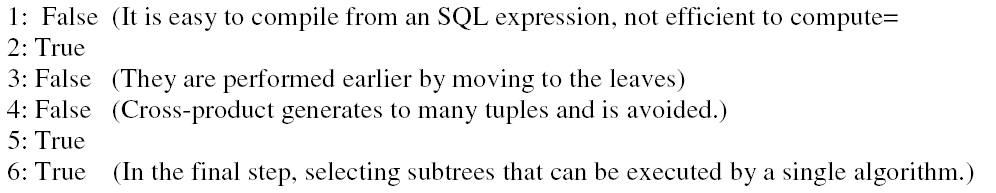 1: False (It is easy to compile from an SQL expression, not efficient to compute=
2: True
3: False (They are performed earlier by moving to the leaves)
4: False (Cross-product generates to many tuples and is avoided.)
5: True
6: True (In the final step, selecting subtrees that can be executed by a single algorithm.)